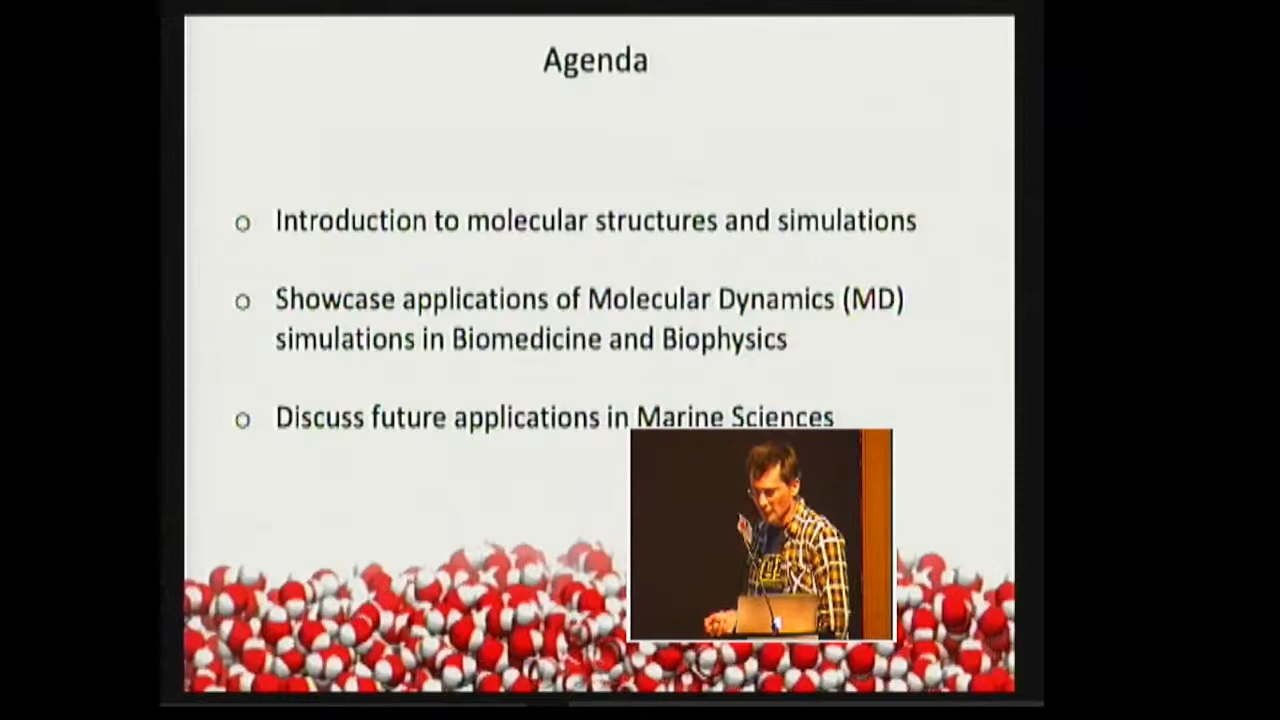 Agenda
o Introduction to molecular structures and simulations
o Showcase applications of Molecular Dynamics (MD)
simulations in Biomedicine and Biophysics
o Discuss future applications in Marine Sciences